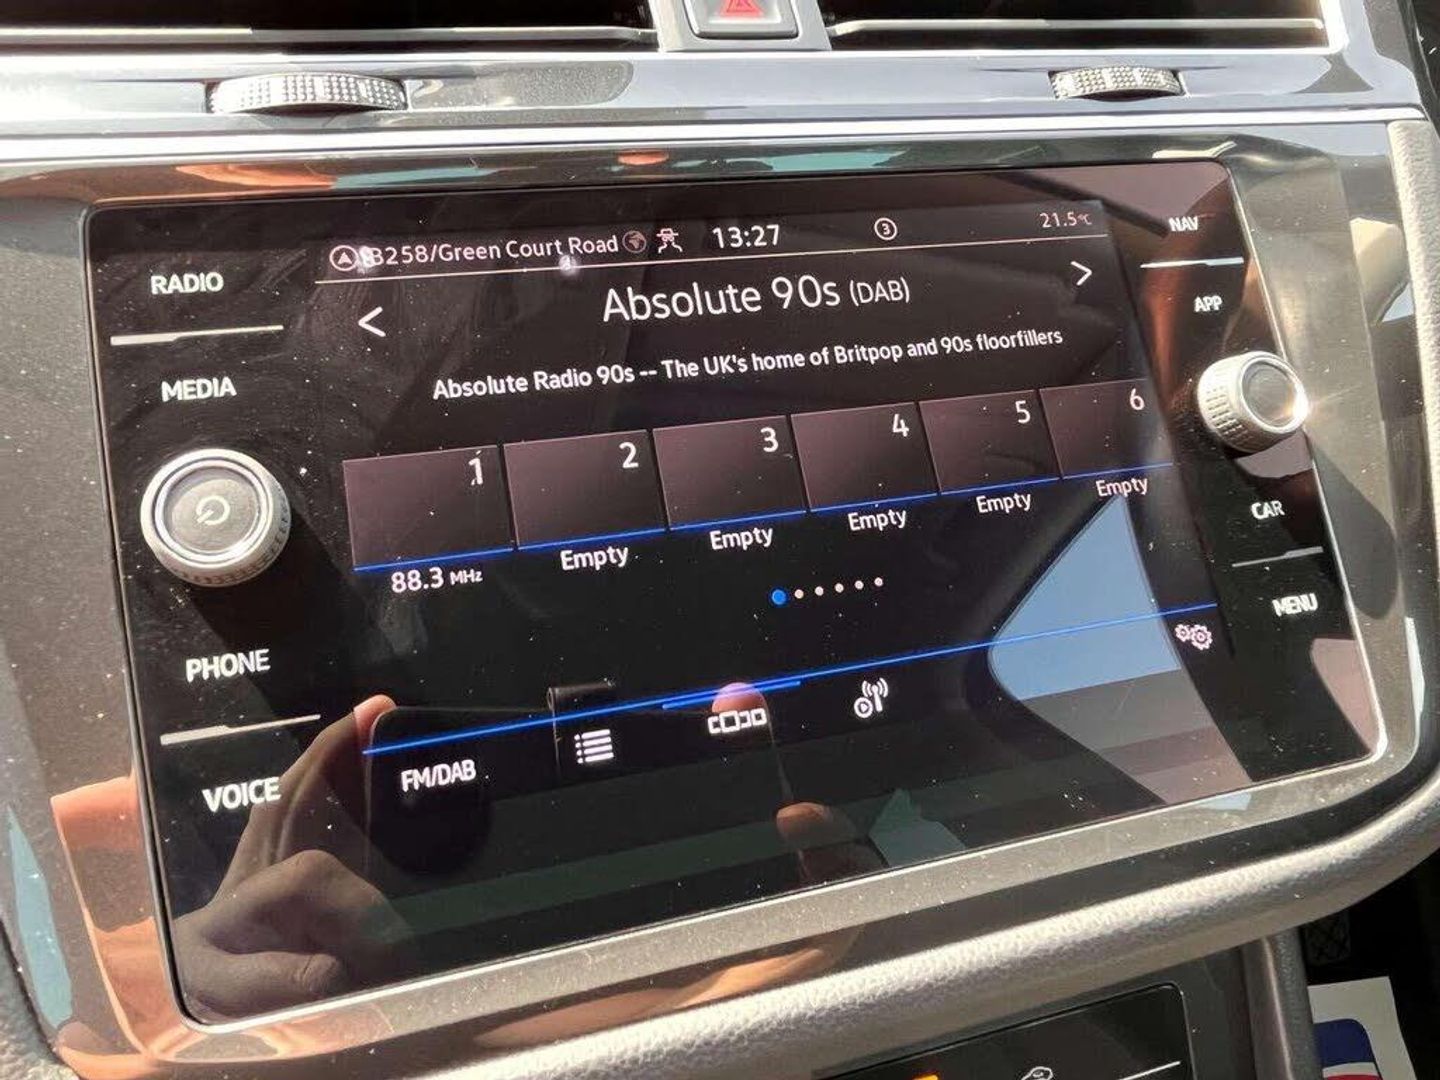 B258/Green Court Road 13:27 3 21.5°C
Absolute 90s (DAB)
Absolute Radio 90s -- The UK's home of Britpop and 90s floorfillers
1 2 3 4 5 6
88.3 MHz Empty Empty Empty Empty Empty
FM/DAB
RADIO
MEDIA
PHONE
VOICE
NAV
APP
CAR
MENU